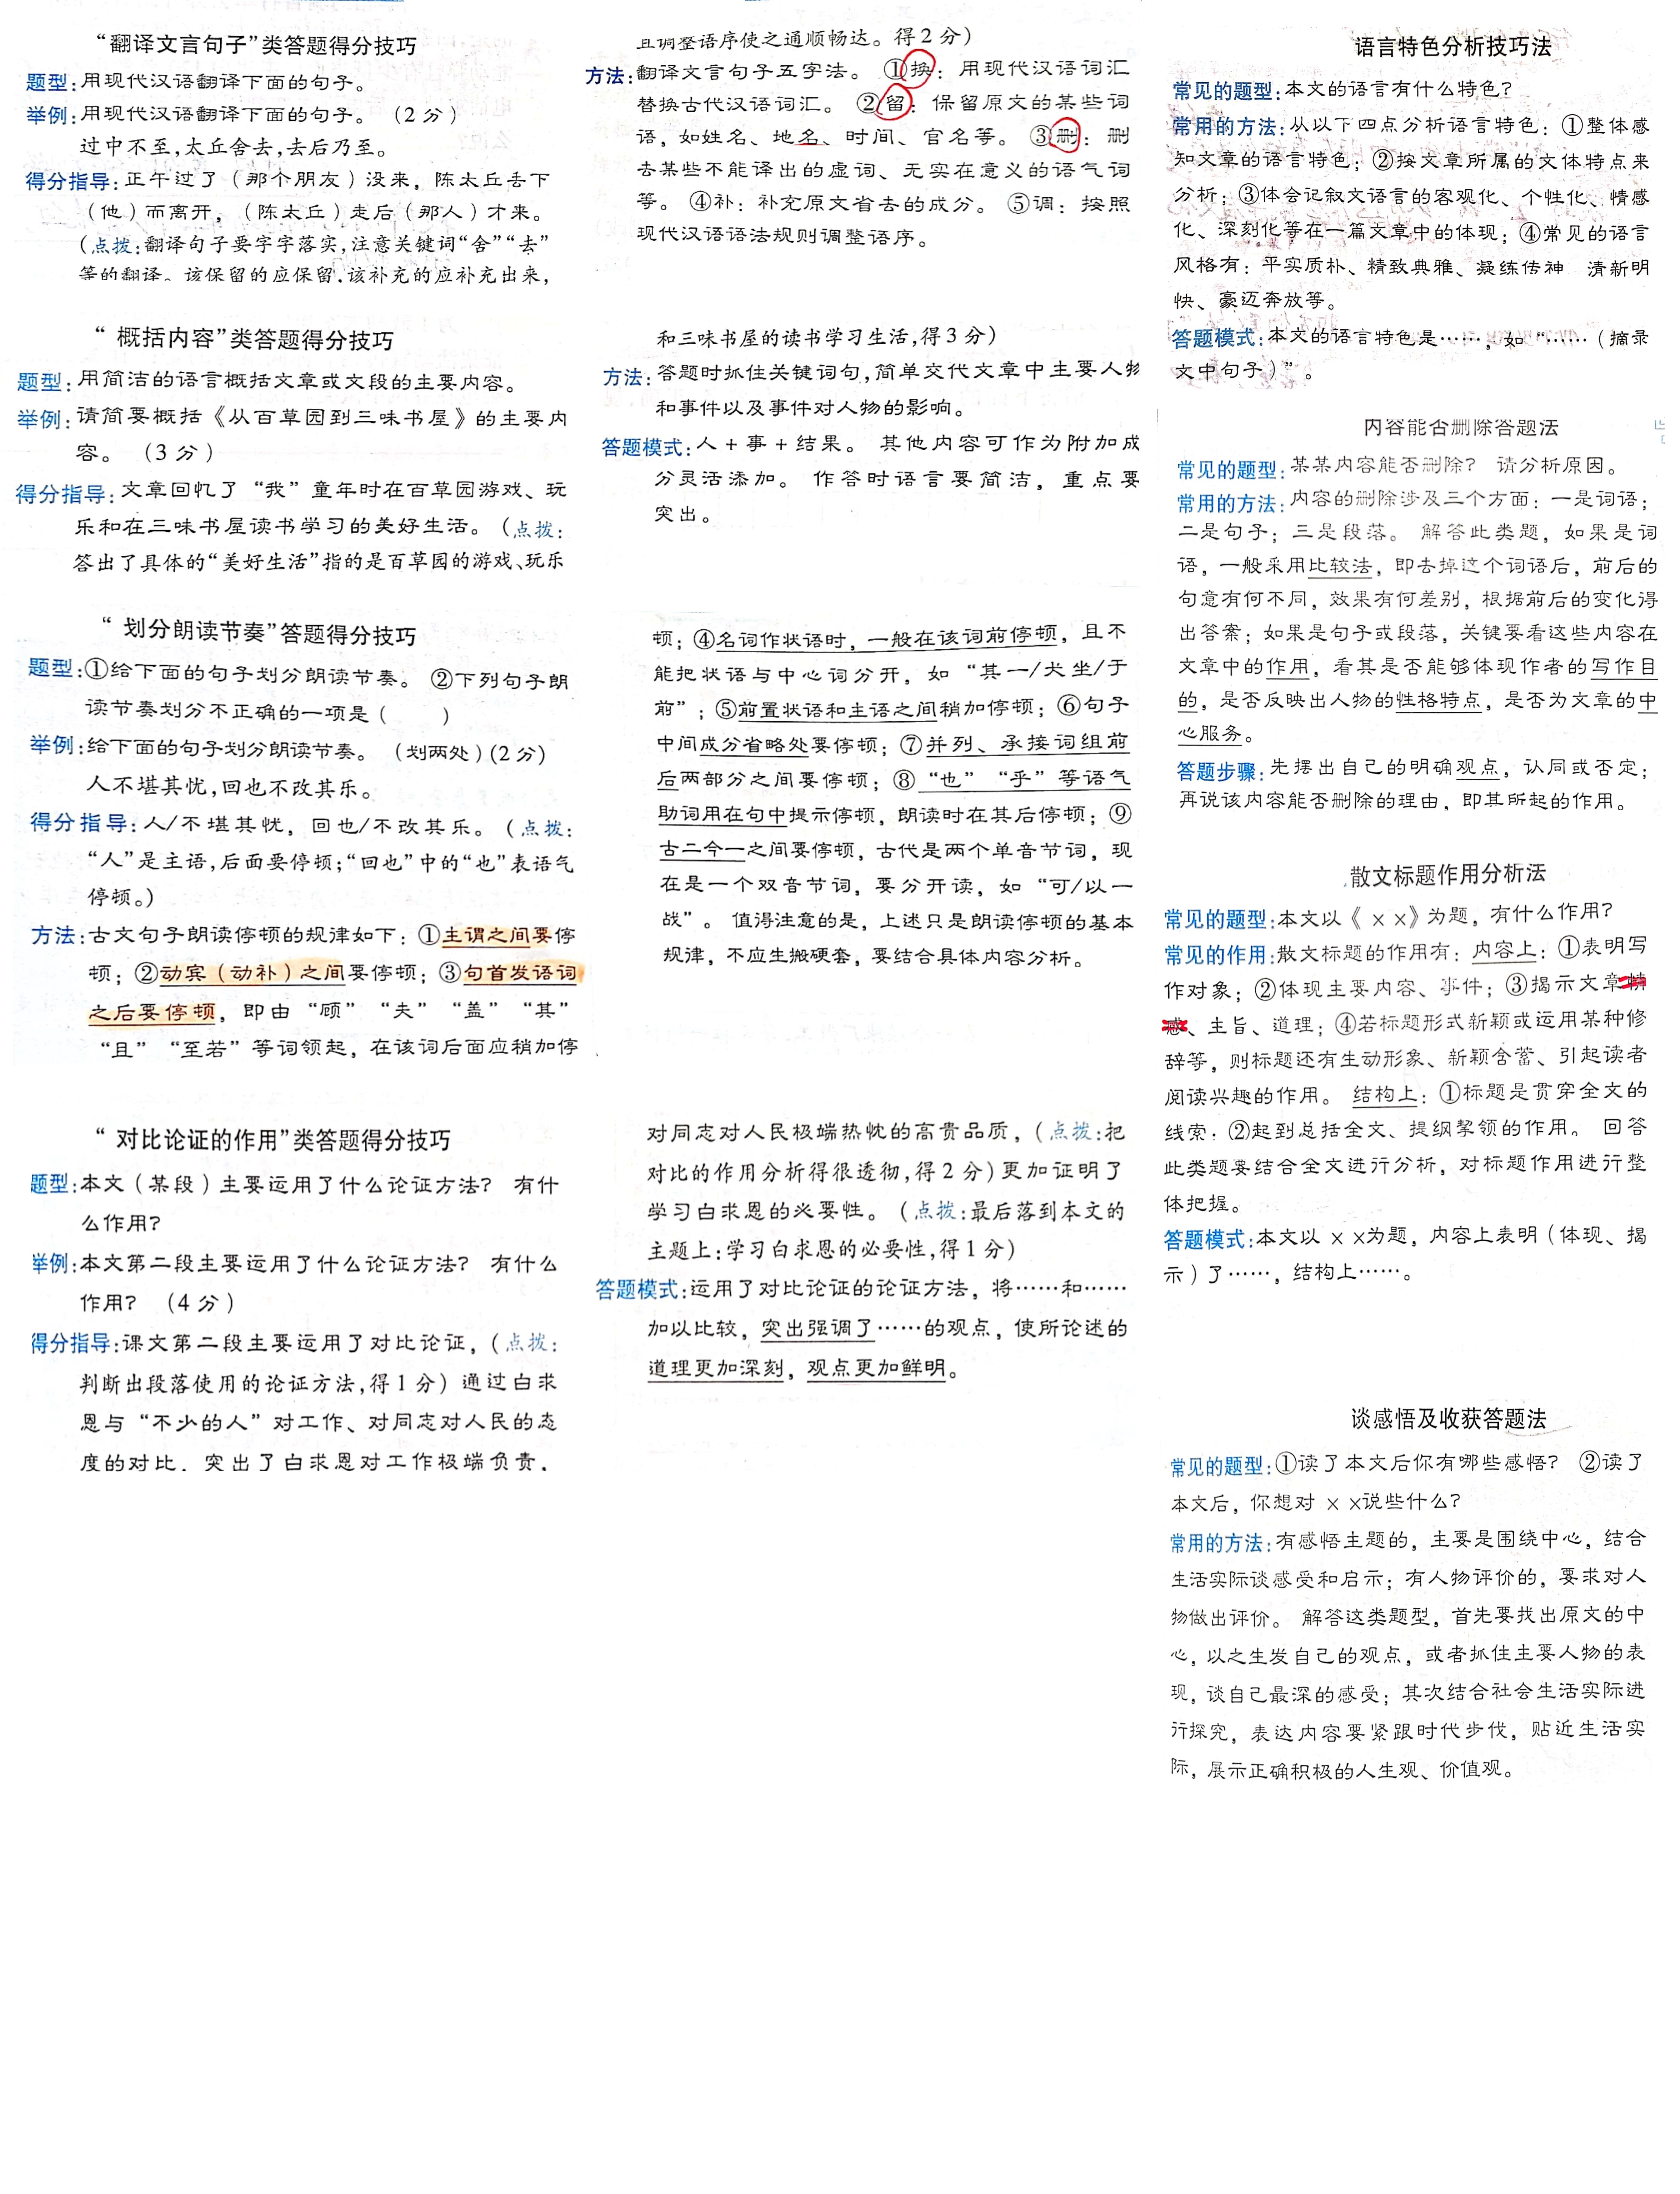 “翻译文言句子”类答题得分技巧
题型:用现代汉语翻译下面的句子。
举例:用现代汉语翻译下面的句子。（2分）
过中不至,太丘舍去,去后乃至。
得分指导:正午过了（那个朋友）没来，陈太丘丢下
（他）而离开，（陈太丘）走后（那人）才来。
（点拨:翻译句子要字字落实,注意关键词“舍”“去”
等的翻译。该保留的应保留,该补充的应补充出来,
且调整语序使之通顺畅达。得2分）
方法:翻译文言句子五字法。①换：用现代汉语词汇
替换古代汉语词汇。②留：保留原文的某些词
语，如姓名、地名、时间、官名等。③删：删
去某些不能译出的虚词、无实在意义的语气词
等。④补：补充原文省去的成分。⑤调：按照
现代汉语语法规则调整语序。
“概括内容”类答题得分技巧
题型:用简洁的语言概括文章或文段的主要内容。
举例:请简要概括《从百草园到三味书屋》的主要内
容。（3分）
得分指导:文章回忆了“我”童年时在百草园游戏、玩
乐和在三味书屋读书学习的美好生活。（点拨:
答出了具体的“美好生活”指的是百草园的游戏、玩乐
和三味书屋的读书学习生活,得3分）
方法:答题时抓住关键词句,简单交代文章中主要人物
和事件以及事件对人物的影响。
答题模式:人+事+结果。其他内容可作为附加成
分灵活添加。作答时语言要简洁，重点要
突出。
“划分朗读节奏”答题得分技巧
题型:①给下面的句子划分朗读节奏。②下列句子朗
读节奏划分不正确的一项是（　　）
举例:给下面的句子划分朗读节奏。（划两处）(2分)
人不堪其忧,回也不改其乐。
得分指导:人/不堪其忧，回也/不改其乐。（点拨:
“人”是主语,后面要停顿;“回也”中的“也”表语气
停顿。）
方法:古文句子朗读停顿的规律如下：①主谓之间要停
顿；②动宾（动补）之间要停顿；③句首发语词
之后要停顿，即由“顾”“夫”“盖”“其”
“且”“至若”等词领起，在该词后面应稍加停
顿；④名词作状语时，一般在该词前停顿，且不
能把状语与中心词分开，如“其一/犬坐/于
前”；⑤前置状语和主语之间稍加停顿；⑥句子
中间成分省略处要停顿；⑦并列、承接词组前
后两部分之间要停顿；⑧“也”“乎”等语气
助词用在句中提示停顿，朗读时在其后停顿；⑨
古二今一之间要停顿，古代是两个单音节词，现
在是一个双音节词，要分开读，如“可/以一
战”。值得注意的是，上述只是朗读停顿的基本
规律，不应生搬硬套，要结合具体内容分析。
“对比论证的作用”类答题得分技巧
题型:本文（某段）主要运用了什么论证方法？有什
么作用？
举例:本文第二段主要运用了什么论证方法？有什么
作用？（4分）
得分指导:课文第二段主要运用了对比论证，（点拨:
判断出段落使用的论证方法,得1分）通过白求
恩与“不少的人”对工作、对同志对人民的态
度的对比，突出了白求恩对工作极端负责，
对同志对人民极端热忱的高贵品质，（点拨:把
对比的作用分析得很透彻,得2分）更加证明了
学习白求恩的必要性。（点拨:最后落到本文的
主题上:学习白求恩的必要性,得1分）
答题模式:运用了对比论证的论证方法，将……和……
加以比较，突出强调了……的观点，使所论述的
道理更加深刻，观点更加鲜明。
语言特色分析技巧法
常见的题型:本文的语言有什么特色？
常用的方法:从以下四点分析语言特色：①整体感
知文章的语言特色；②按文章所属的文体特点来
分析；③体会记叙文语言的客观化、个性化、情感
化、深刻化等在一篇文章中的体现；④常见的语言
风格有：平实质朴、精致典雅、凝练传神　清新明
快、豪迈奔放等。
答题模式:本文的语言特色是……，如“……（摘录
文中句子）”。
内容能否删除答题法
常见的题型:某某内容能否删除？请分析原因。
常用的方法:内容的删除涉及三个方面：一是词语；
二是句子；三是段落。解答此类题，如果是词
语，一般采用比较法，即去掉这个词语后，前后的
句意有何不同，效果有何差别，根据前后的变化得
出答案；如果是句子或段落，关键要看这些内容在
文章中的作用，看其是否能够体现作者的写作目
的，是否反映出人物的性格特点，是否为文章的中
心服务。
答题步骤:先摆出自己的明确观点，认同或否定；
再说该内容能否删除的理由，即其所起的作用。
散文标题作用分析法
常见的题型:本文以《××》为题，有什么作用？
常见的作用:散文标题的作用有：内容上：①表明写
作对象；②体现主要内容、事件；③揭示文章情
感、主旨、道理；④若标题形式新颖或运用某种修
辞等，则标题还有生动形象、新颖含蓄、引起读者
阅读兴趣的作用。结构上：①标题是贯穿全文的
线索；②起到总括全文、提纲挈领的作用。回答
此类题要结合全文进行分析，对标题作用进行整
体把握。
答题模式:本文以××为题，内容上表明（体现、揭
示）了……，结构上……。
谈感悟及收获答题法
常见的题型:①读了本文后你有哪些感悟？②读了
本文后，你想对××说些什么？
常用的方法:有感悟主题的，主要是围绕中心，结合
生活实际谈感受和启示；有人物评价的，要求对人
物做出评价。解答这类题型，首先要找出原文的中
心，以之生发自己的观点，或者抓住主要人物的表
现，谈自己最深的感受；其次结合社会生活实际进
行探究，表达内容要紧跟时代步伐，贴近生活实
际，展示正确积极的人生观、价值观。